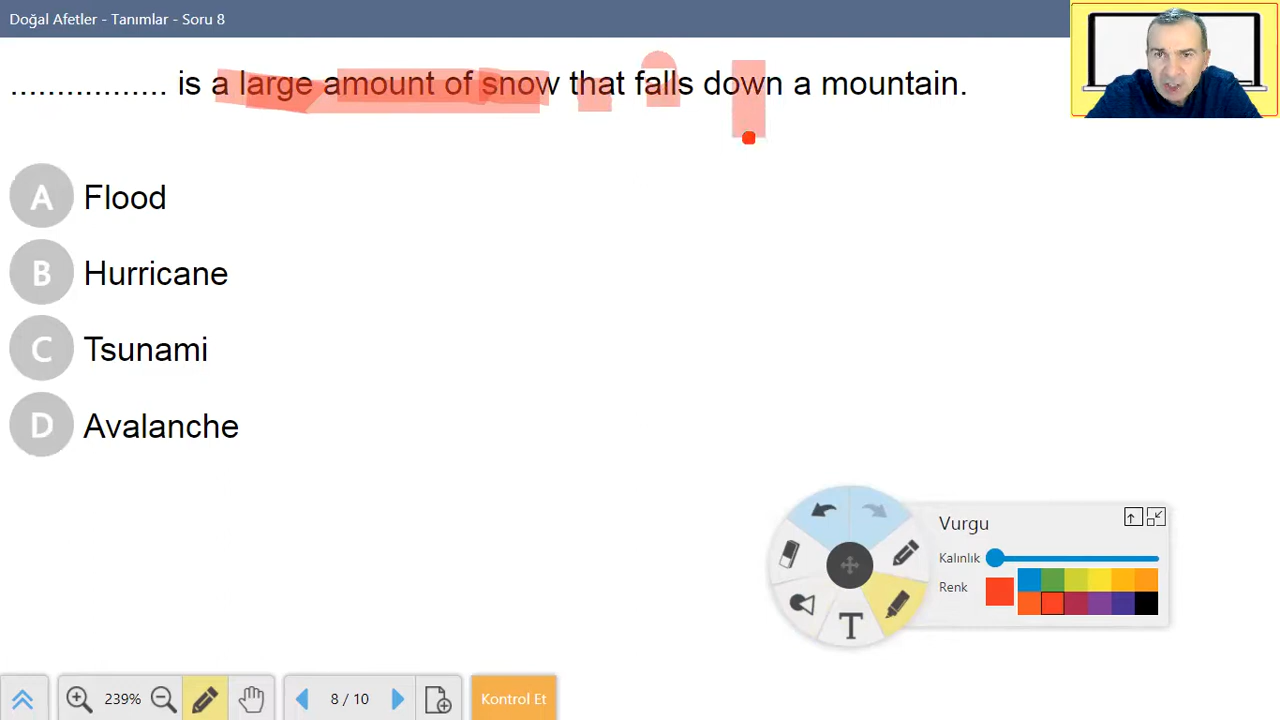 Doğal Afetler - Tanımlar - Soru 8
................ is a large amount of snow that falls down a mountain.
A Flood
B Hurricane
C Tsunami
D Avalanche
Vurgu
Kalınlık
Renk
T
239%
8 / 10
Kontrol Et